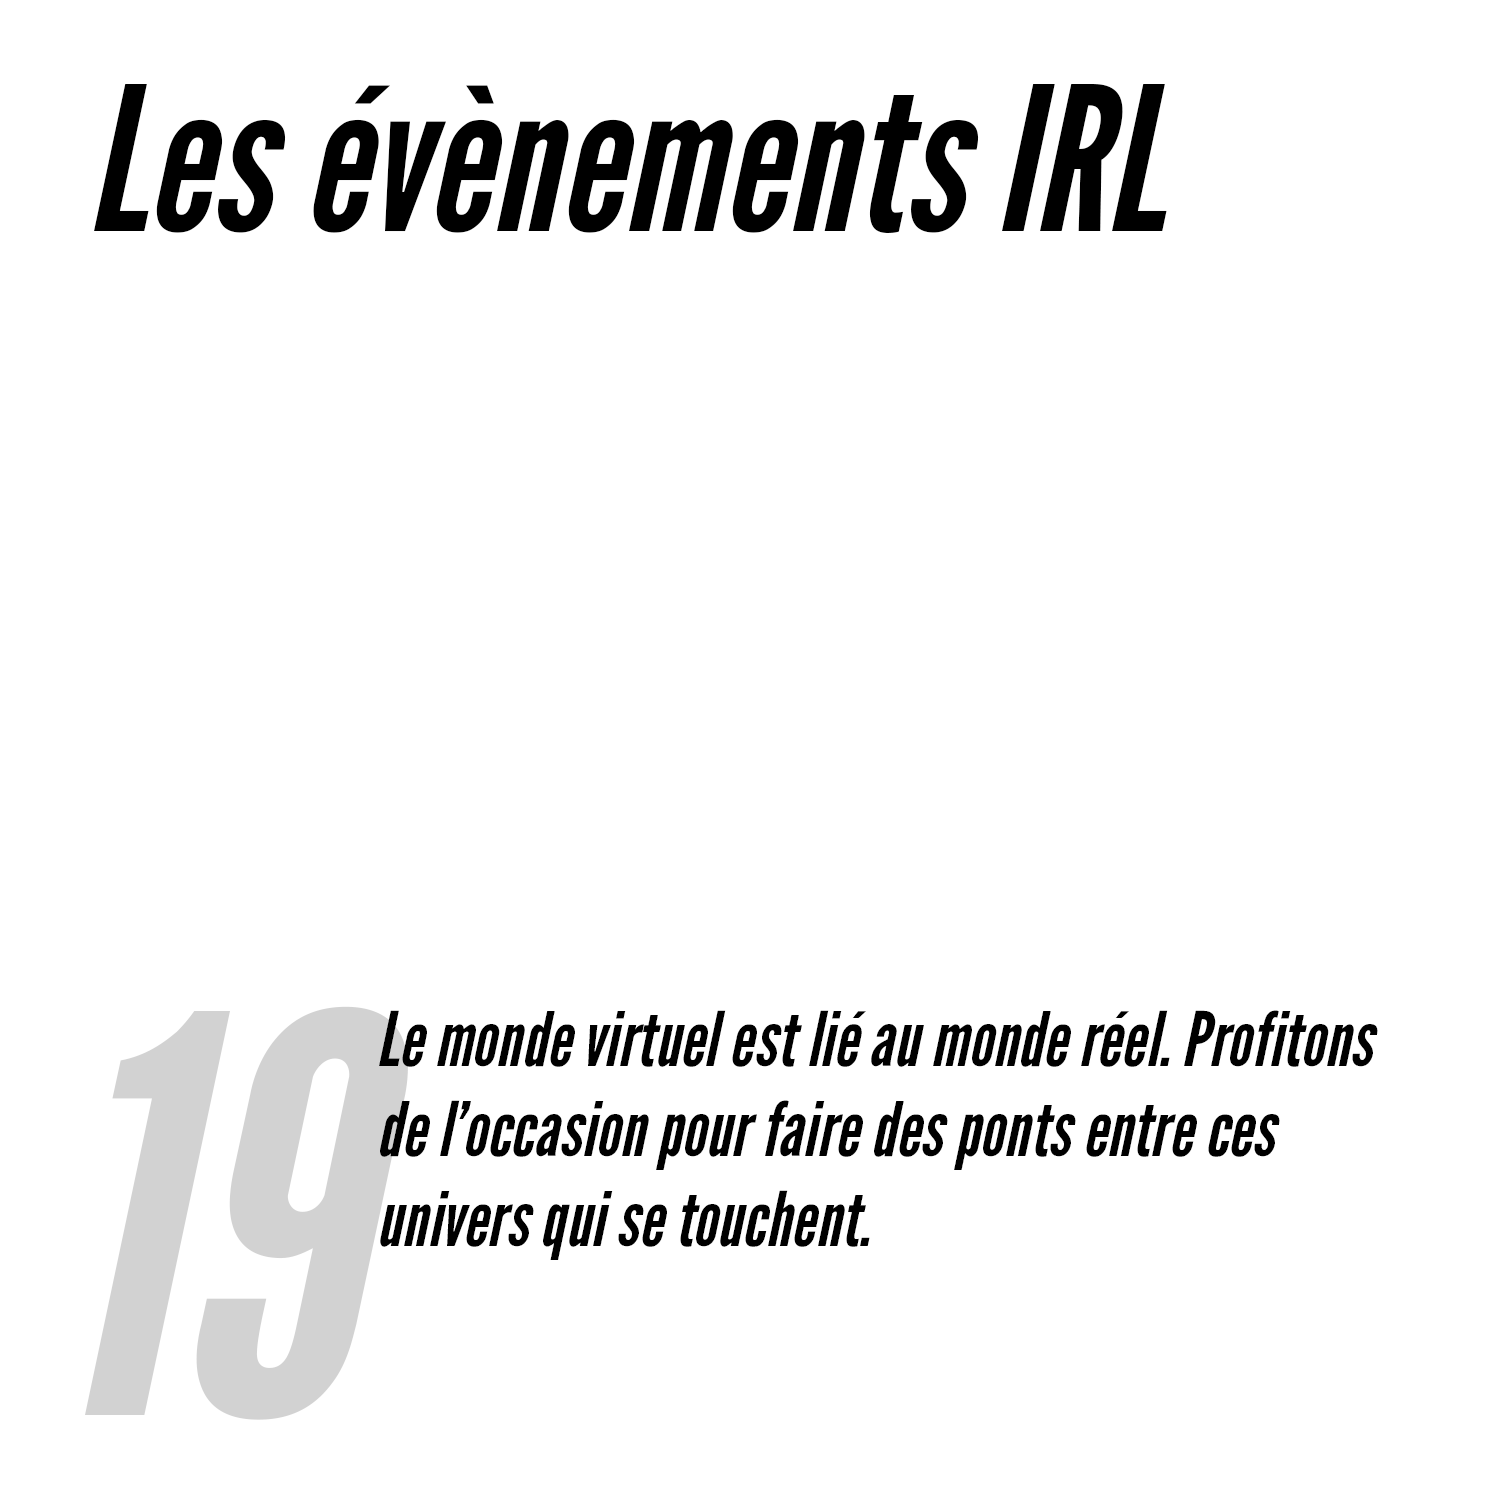 Les évènements IRL
19
Le monde virtuel est lié au monde réel. Profitons
de l’occasion pour faire des ponts entre ces
univers qui se touchent.